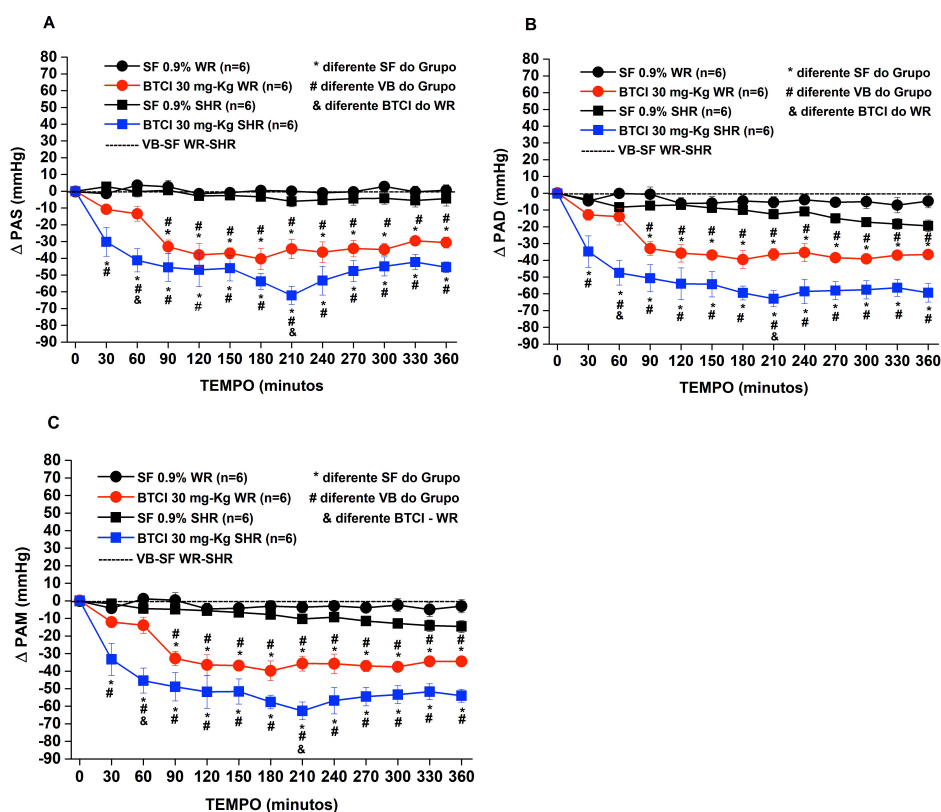 A
80
70
60
50
40
30
20
10
0
-10
-20
-30
-40
-50
-60
-70
-80
-90
Δ PAS (mmHg)
SF 0.9% WR (n=6)
BTCI 30 mg-Kg WR (n=6)
SF 0.9% SHR (n=6)
BTCI 30 mg-Kg SHR (n=6)
VB-SF WR-SHR
* diferente SF do Grupo
# diferente VB do Grupo
& diferente BTCI do WR
# # # # # # # # # #
* * * * * * * * * *
* * * * * * * * * * * *
# # # # # # # # # # # #
& &
0 30 60 90 120 150 180 210 240 270 300 330 360
TEMPO (minutos
B
80
70
60
50
40
30
20
10
0
-10
-20
-30
-40
-50
-60
-70
-80
-90
Δ PAD (mmHg)
SF 0.9% WR (n=6)
BTCI 30 mg-Kg WR (n=6)
SF 0.9% SHR (n=6)
BTCI 30 mg-Kg SHR (n=6)
VB-SF WR-SHR
* diferente SF do Grupo
# diferente VB do Grupo
& diferente BTCI do WR
# # # # # # # # # #
* * * * * * * * * *
* * * * * * * * * * * *
# # # # # # # # # # # #
& &
0 30 60 90 120 150 180 210 240 270 300 330 360
TEMPO (minutos)
C
80
70
60
50
40
30
20
10
0
-10
-20
-30
-40
-50
-60
-70
-80
-90
Δ PAM (mmHg)
SF 0.9% WR (n=6)
BTCI 30 mg-Kg WR (n=6)
SF 0.9% SHR (n=6)
BTCI 30 mg-Kg SHR (n=6)
VB-SF WR-SHR
* diferente SF do Grupo
# diferente VB do Grupo
& diferente BTCI - WR
# # # # # # # # # #
* * * * * * * * * *
* * * * * * * * * * * *
# # # # # # # # # # # #
& &
0 30 60 90 120 150 180 210 240 270 300 330 360
TEMPO (minutos)